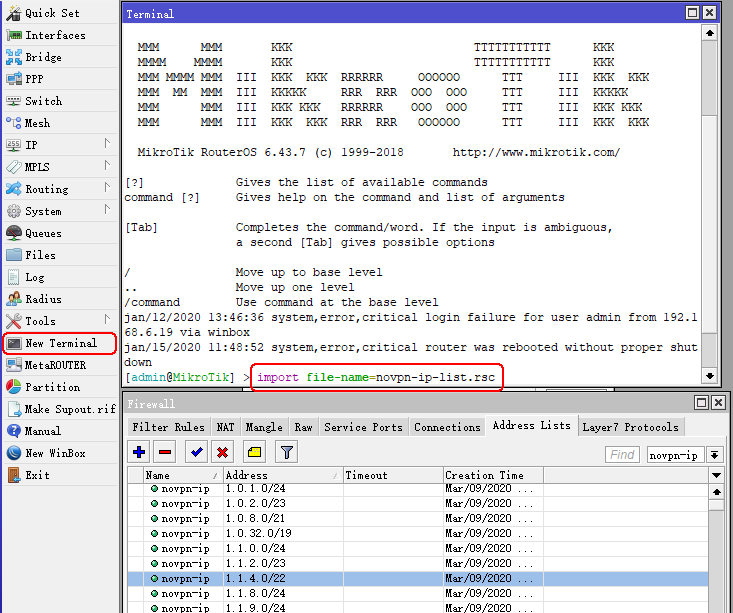 Quick Set
Interfaces
Bridge
PPP
Switch
Mesh
IP
MPLS
Routing
System
Queues
Files
Log
Radius
Tools
New Terminal
MetaROUTER
Partition
Make Supout.rif
Manual
New WinBox
Exit
Terminal
MMM      MMM       KKK                          TTTTTTTTTTT      KKK
MMMM    MMMM       KKK                          TTTTTTTTTTT      KKK
MMM MMMM MMM  III  KKK  KKK  RRRRRR     OOOOOO      TTT     III  KKK  KKK
MMM  MM  MMM  III  KKKKK     RRR  RRR  OOO  OOO     TTT     III  KKKKK
MMM      MMM  III  KKK KKK   RRRRRR    OOO  OOO     TTT     III  KKK KKK
MMM      MMM  III  KKK  KKK  RRR  RRR   OOOOOO      TTT     III  KKK  KKK
MikroTik RouterOS 6.43.7 (c) 1999-2018       http://www.mikrotik.com/
[?]             Gives the list of available commands
command [?]     Gives help on the command and list of arguments
[Tab]           Completes the command/word. If the input is ambiguous,
a second [Tab] gives possible options
/               Move up to base level
..              Move up one level
/command        Use command at the base level
jan/12/2020 13:46:36 system,error,critical login failure for user admin from 192.1
68.6.19 via winbox
jan/15/2020 11:48:52 system,error,critical router was rebooted without proper shut
down
[admin@MikroTik] > import file-name=novpn-ip-list.rsc
Firewall
Filter Rules NAT Mangle Raw Service Ports Connections Address Lists Layer7 Protocols
Find novpn-ip
Name Address Timeout Creation Time
novpn-ip 1.0.1.0/24 Mar/09/2020 ...
novpn-ip 1.0.2.0/23 Mar/09/2020 ...
novpn-ip 1.0.8.0/21 Mar/09/2020 ...
novpn-ip 1.0.32.0/19 Mar/09/2020 ...
novpn-ip 1.1.0.0/24 Mar/09/2020 ...
novpn-ip 1.1.2.0/23 Mar/09/2020 ...
novpn-ip 1.1.4.0/22 Mar/09/2020 ...
novpn-ip 1.1.8.0/24 Mar/09/2020 ...
novpn-ip 1.1.9.0/24 Mar/09/2020 ...